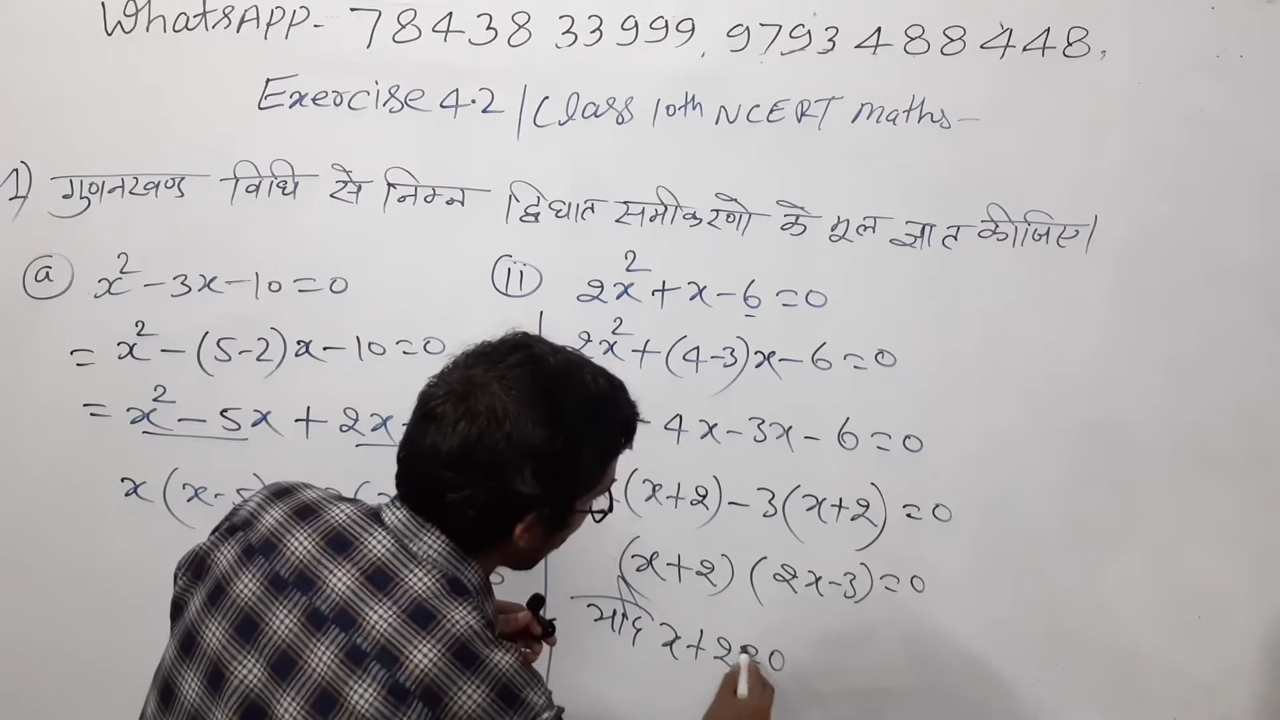 WhatsAPP- 7843833999, 9793488448,
Exercise 4.2 | Class 10th NCERT maths-
1) गुणनखण्ड विधि से निम्न द्विघात समीकरणो के मूल ज्ञात कीजिए।
(a) x² - 3x - 10 = 0
= x² - (5-2)x - 10 = 0
= x² - 5x + 2x
x(x-5)
(ii) 2x² + x - 6 = 0
2x² + (4-3)x - 6 = 0
4x - 3x - 6 = 0
(x+2) - 3(x+2) = 0
(x+2) (2x-3) = 0
यदि x+2=0